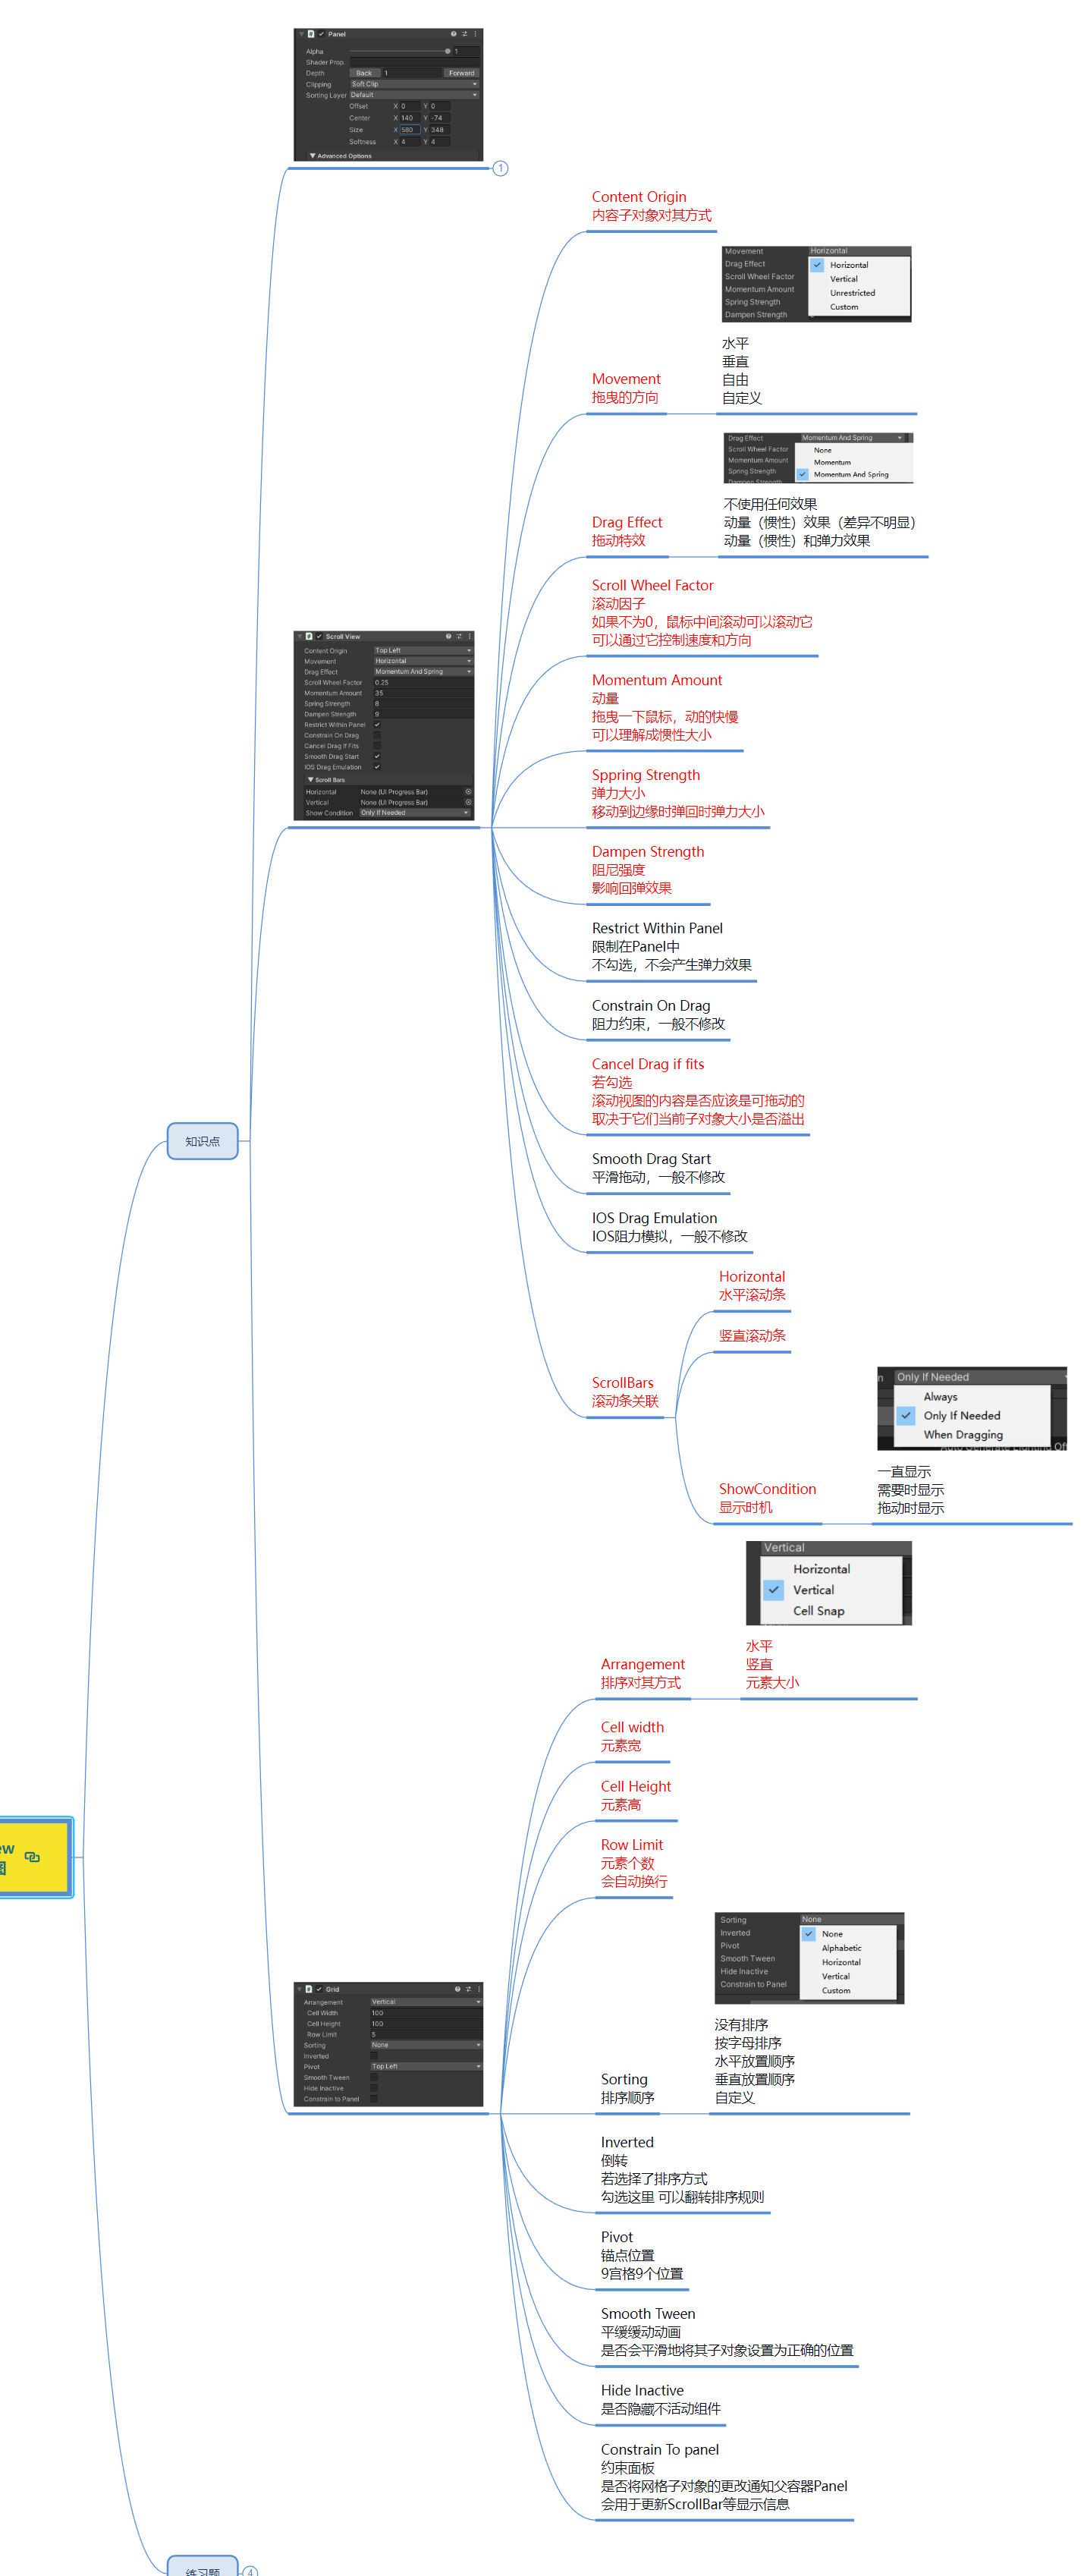 Panel
Alpha 1
Shader Prop.
Depth Back 1 Forward
Clipping Soft Clip
Sorting Layer Default
Offset X 0 Y 0
Center X 140 Y -74
Size X 580 Y 348
Softness X 4 Y 4
Advanced Options
1
Content Origin
内容子对象对其方式
Movement Horizontal
Drag Effect
Scroll Wheel Factor
Momentum Amount
Spring Strength
Dampen Strength
Horizontal
Vertical
Unrestricted
Custom
水平
垂直
自由
自定义
Movement
拖曳的方向
Drag Effect Momentum And Spring
Scroll Wheel Factor
Momentum Amount
Spring Strength
Dampen Strength
None
Momentum
Momentum And Spring
不使用任何效果
动量（惯性）效果（差异不明显）
动量（惯性）和弹力效果
Drag Effect
拖动特效
Scroll Wheel Factor
滚动因子
如果不为0，鼠标中间滚动可以滚动它
可以通过它控制速度和方向
Scroll View
Content Origin Top Left
Movement Horizontal
Drag Effect Momentum And Spring
Scroll Wheel Factor 0.25
Momentum Amount 35
Spring Strength 8
Dampen Strength 9
Restrict Within Panel
Constrain On Drag
Cancel Drag If Fits
Smooth Drag Start
IOS Drag Emulation
Scroll Bars
Horizontal None (UI Progress Bar)
Vertical None (UI Progress Bar)
Show Condition Only If Needed
Momentum Amount
动量
拖曳一下鼠标，动的快慢
可以理解成惯性大小
Sppring Strength
弹力大小
移动到边缘时弹回时弹力大小
Dampen Strength
阻尼强度
影响回弹效果
Restrict Within Panel
限制在Panel中
不勾选，不会产生弹力效果
Constrain On Drag
阻力约束，一般不修改
Cancel Drag if fits
若勾选
滚动视图的内容是否应该是可拖动的
取决于它们当前子对象大小是否溢出
知识点
Smooth Drag Start
平滑拖动，一般不修改
IOS Drag Emulation
IOS阻力模拟，一般不修改
Horizontal
水平滚动条
竖直滚动条
ScrollBars
滚动条关联
n Only If Needed
Always
Only If Needed
When Dragging
Auto Generate Lighting Off
一直显示
需要时显示
拖动时显示
ShowCondition
显示时机
Vertical
Horizontal
Vertical
Cell Snap
水平
竖直
元素大小
Arrangement
排序对其方式
Cell width
元素宽
Cell Height
元素高
Row Limit
元素个数
会自动换行
ew
图
Sorting None
Inverted
Pivot
Smooth Tween
Hide Inactive
Constrain to Panel
None
Alphabetic
Horizontal
Vertical
Custom
没有排序
按字母排序
水平放置顺序
垂直放置顺序
自定义
Grid
Arrangement Vertical
Cell Width 100
Cell Height 100
Row Limit 5
Sorting None
Inverted
Pivot Top Left
Smooth Tween
Hide Inactive
Constrain to Panel
Sorting
排序顺序
Inverted
倒转
若选择了排序方式
勾选这里 可以翻转排序规则
Pivot
锚点位置
9宫格9个位置
Smooth Tween
平缓缓动动画
是否会平滑地将其子对象设置为正确的位置
Hide Inactive
是否隐藏不活动组件
Constrain To panel
约束面板
是否将网格子对象的更改通知父容器Panel
会用于更新ScrollBar等显示信息
练习题
4